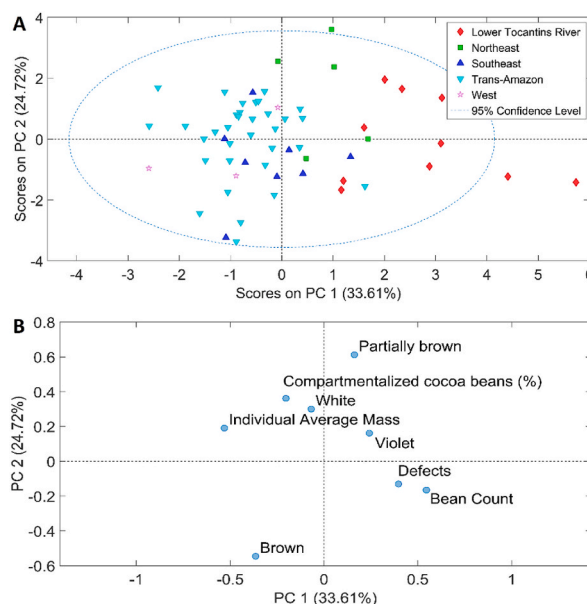 A
Scores on PC 2 (24.72%)
4
2
0
-2
-4
Lower Tocantins River
Northeast
Southeast
Trans-Amazon
West
95% Confidence Level
-4 -3 -2 -1 0 1 2 3 4 5
Scores on PC 1 (33.61%)
B
PC 2 (24.72%)
0.8
0.6
0.4
0.2
0
-0.2
-0.4
-0.6
Partially brown
Compartmentalized cocoa beans (%)
White
Individual Average Mass
Violet
Defects
Bean Count
Brown
-1 -0.5 0 0.5 1
PC 1 (33.61%)